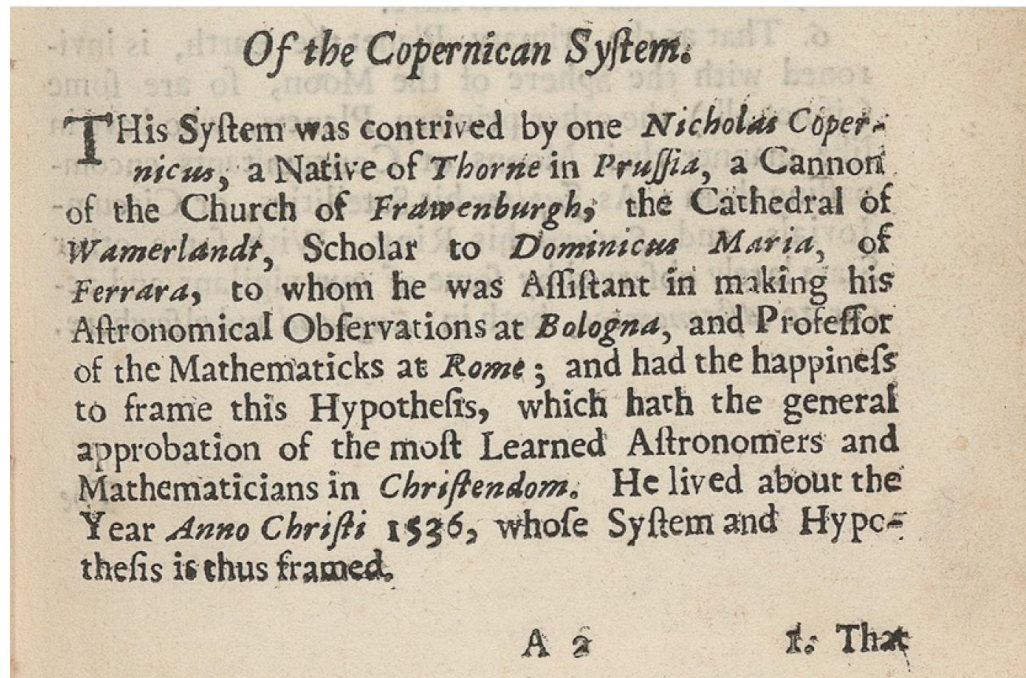 Of the Copernican Syſtem.
THis Syſtem was contrived by one Nicholas Coper-
nicus, a Native of Thorne in Pruſſia, a Cannon
of the Church of Frawenburgh, the Cathedral of
Wamerlandt, Scholar to Dominicus Maria, of
Ferrara, to whom he was Aſſiſtant in making his
Aſtronomical Obſervations at Bologna, and Profeſſor
of the Mathematicks at Rome; and had the happineſs
to frame this Hypotheſis, which hath the general
approbation of the moſt Learned Aſtronomers and
Mathematicians in Chriſtendom. He lived about the
Year Anno Chriſti 1536, whoſe Syſtem and Hypo-
theſis is thus framed.
A 2 1. That